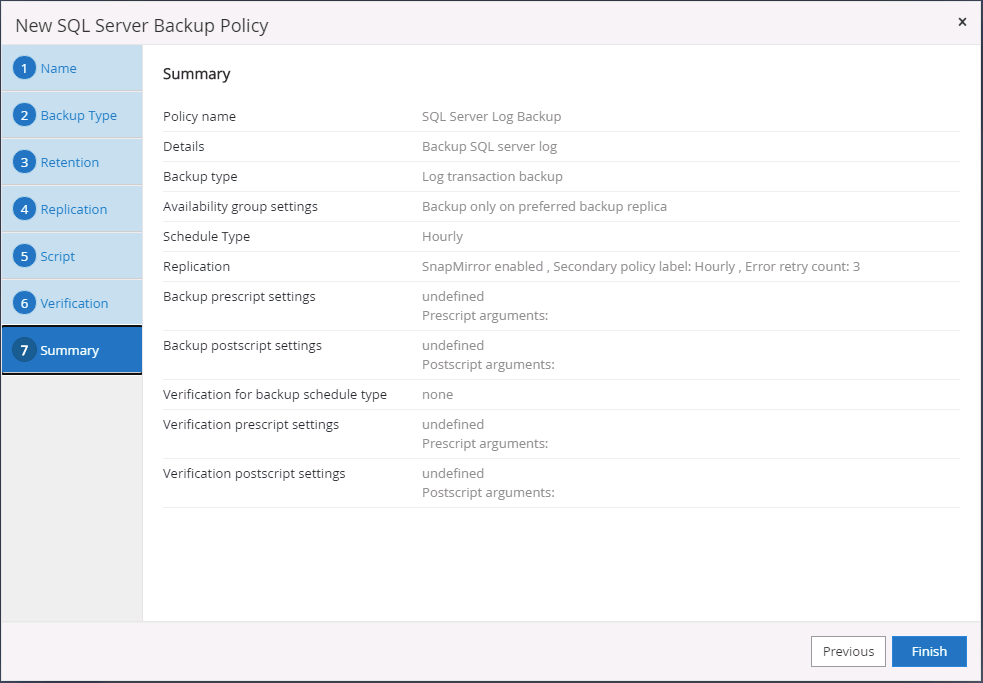 New SQL Server Backup Policy
×
1 Name
2 Backup Type
3 Retention
4 Replication
5 Script
6 Verification
7 Summary
Summary
Policy name SQL Server Log Backup
Details Backup SQL server log
Backup type Log transaction backup
Availability group settings Backup only on preferred backup replica
Schedule Type Hourly
Replication SnapMirror enabled , Secondary policy label: Hourly , Error retry count: 3
Backup prescript settings undefined
Prescript arguments:
Backup postscript settings undefined
Postscript arguments:
Verification for backup schedule type none
Verification prescript settings undefined
Prescript arguments:
Verification postscript settings undefined
Postscript arguments:
Previous Finish